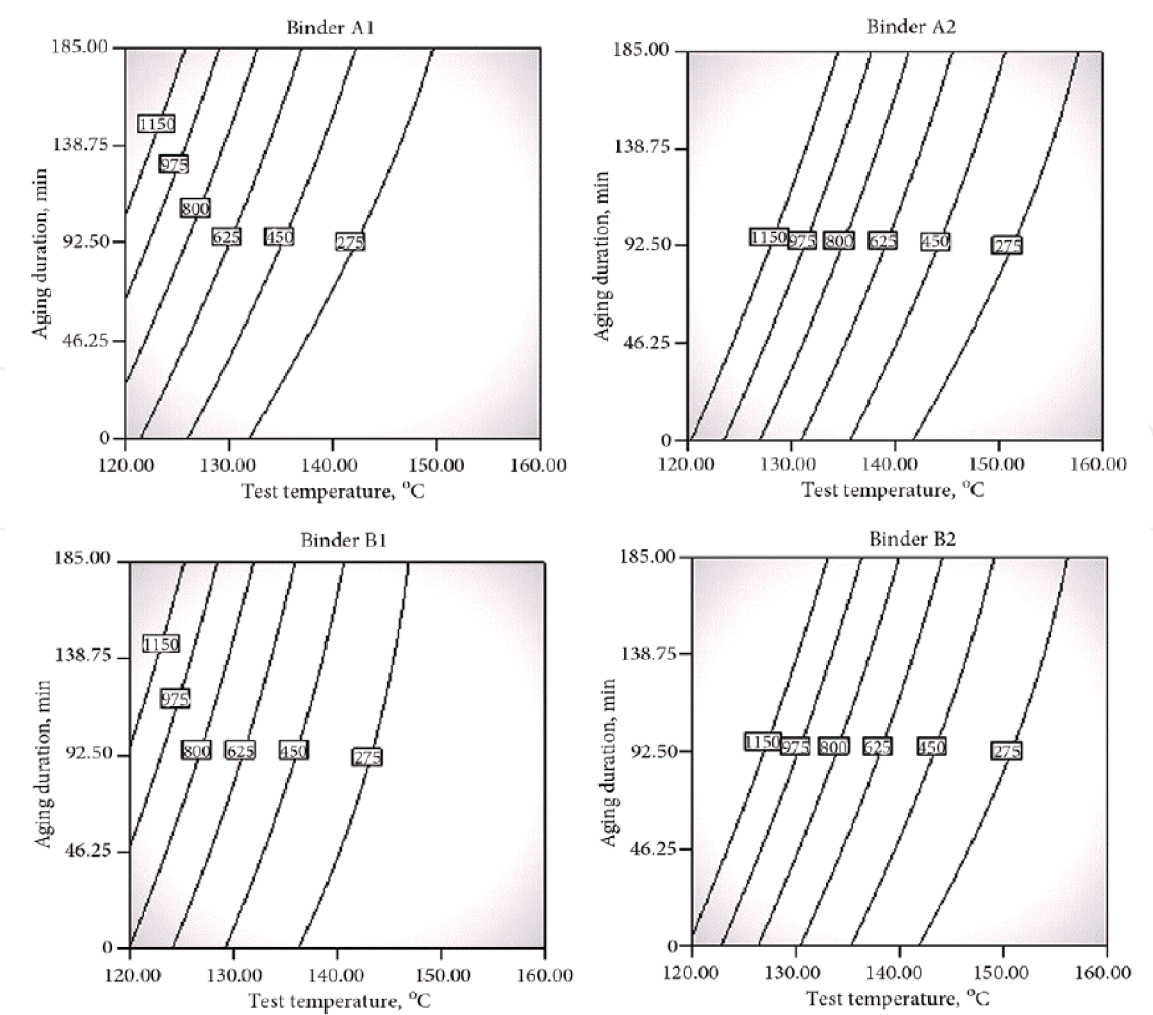 Binder A1
185.00
138.75
92.50
46.25
0
Aging duration, min
1150
975
800
625
450
275
120.00 130.00 140.00 150.00 160.00
Test temperature, °C
Binder A2
185.00
138.75
92.50
46.25
0
Aging duration, min
1150 975 800 625 450 275
120.00 130.00 140.00 150.00 160.00
Test temperature, °C
Binder B1
185.00
138.75
92.50
46.25
0
Aging duration, min
1150
975
800 625 450 275
120.00 130.00 140.00 150.00 160.00
Test temperature, °C
Binder B2
185.00
138.75
92.50
46.25
0
Aging duration, min
1150 975 800 625 450 275
120.00 130.00 140.00 150.00 160.00
Test temperature, °C